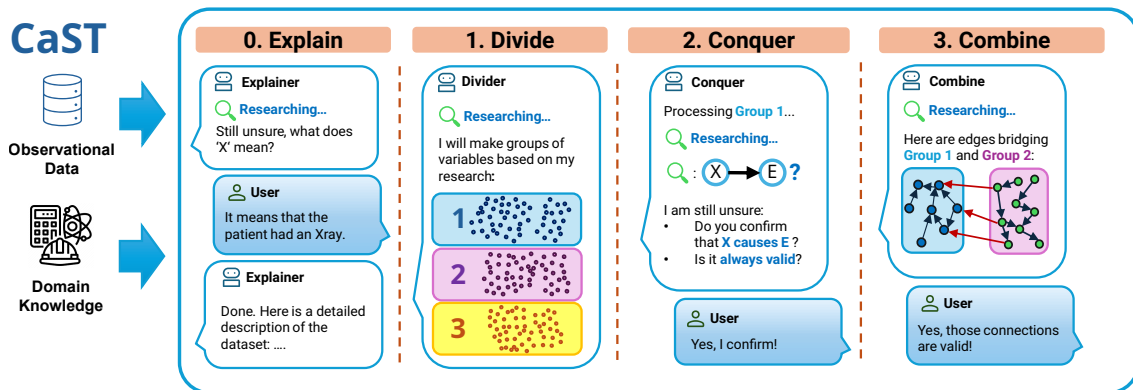 CaST
Observational
Data
Domain
Knowledge
0. Explain
Explainer
Researching...
Still unsure, what does
'X' mean?
User
It means that the
patient had an Xray.
Explainer
Done. Here is a detailed
description of the
dataset: ....
1. Divide
Divider
Researching...
I will make groups of
variables based on my
research:
1
2
3
2. Conquer
Conquer
Processing Group 1...
Researching...
: X E ?
I am still unsure:
• Do you confirm
that X causes E ?
• Is it always valid?
User
Yes, I confirm!
3. Combine
Combine
Researching...
Here are edges bridging
Group 1 and Group 2:
User
Yes, those connections
are valid!